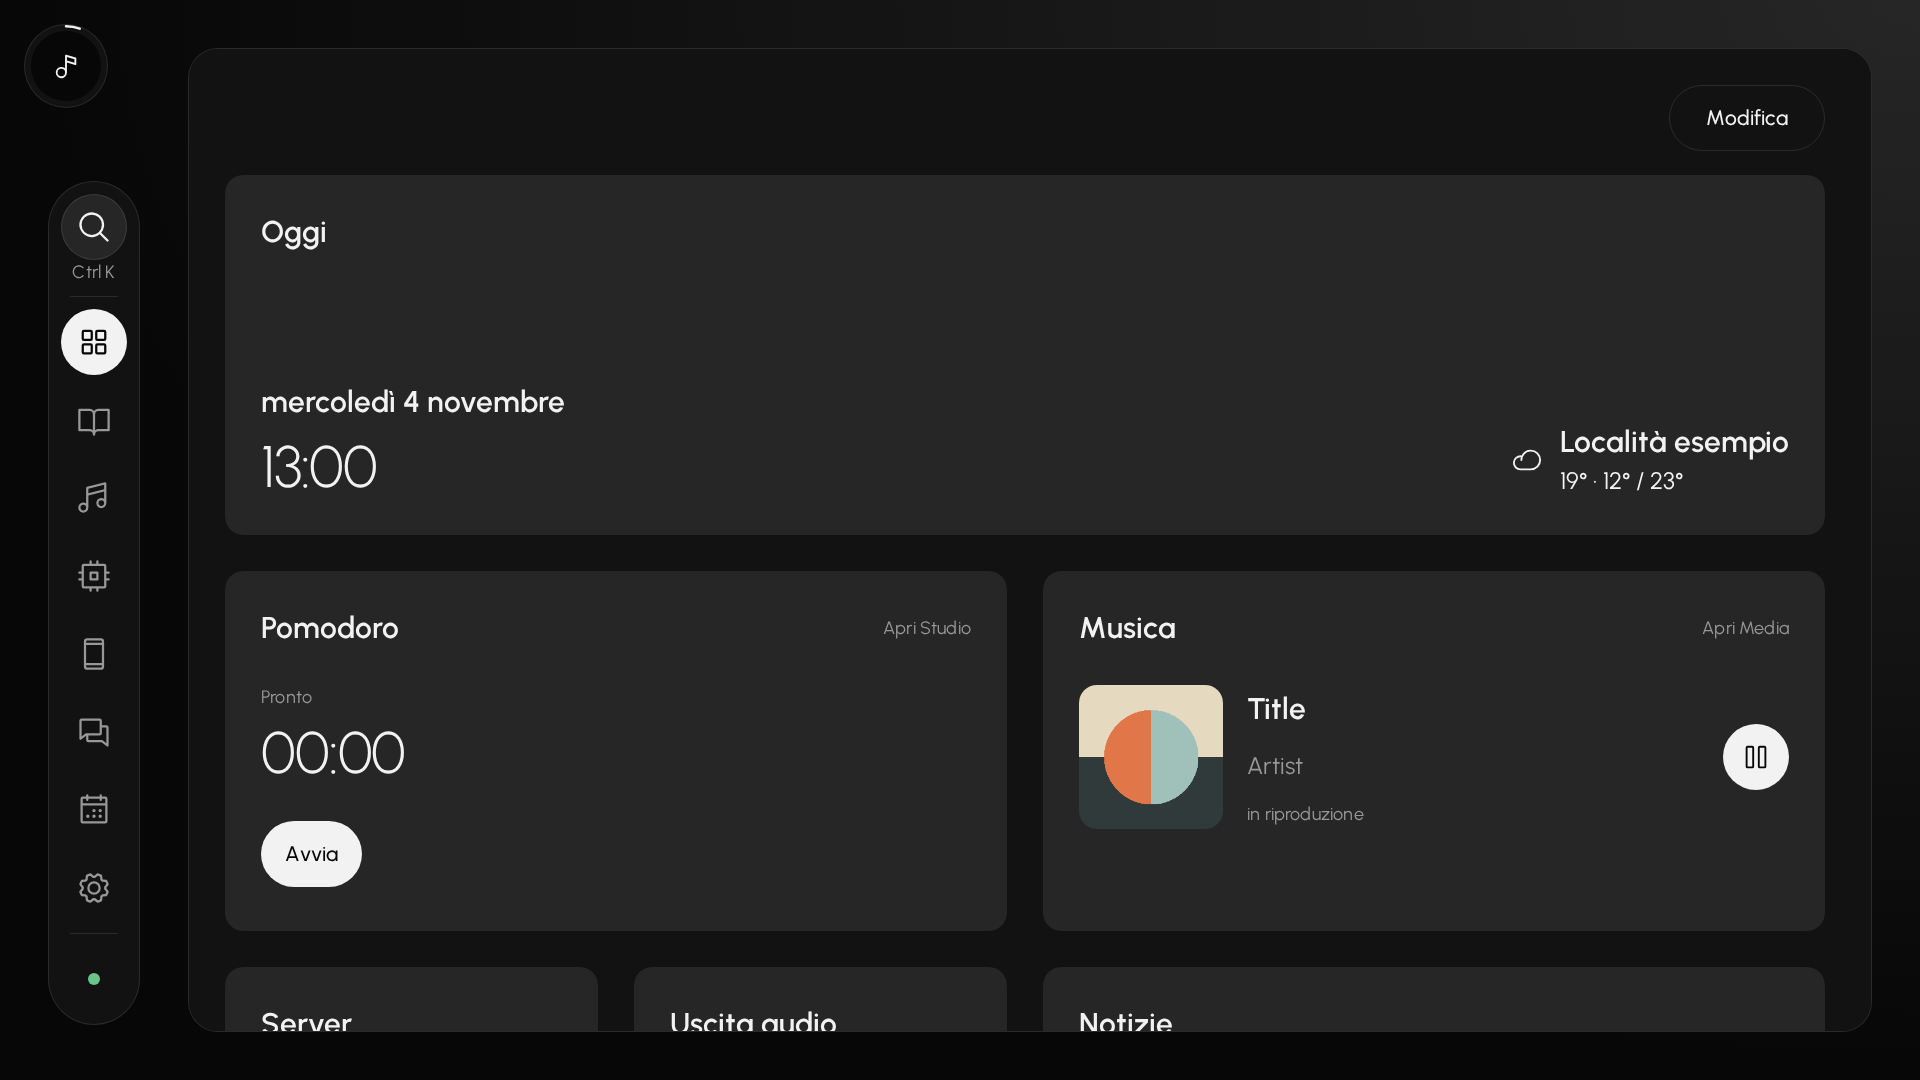 Modifica
Ctrl K
Oggi
mercoledì 4 novembre
13:00
Località esempio
19° · 12° / 23°
Pomodoro
Apri Studio
Pronto
00:00
Avvia
Musica
Apri Media
Title
Artist
in riproduzione
Server
Uscita audio
Notizie